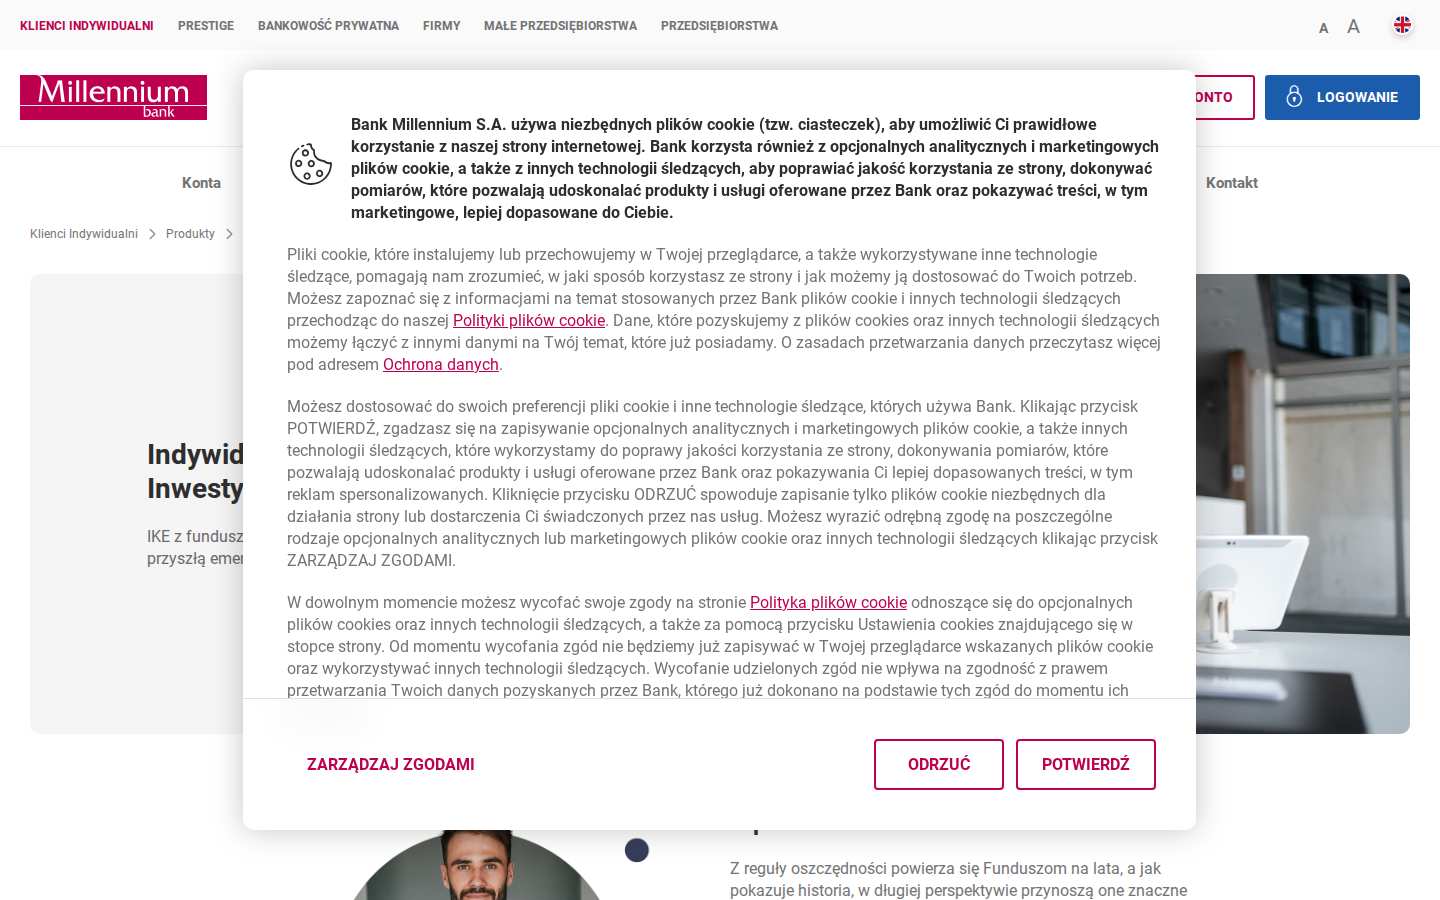 KLIENCI INDYWIDUALNI PRESTIGE BANKOWOŚĆ PRYWATNA FIRMY MAŁE PRZEDSIĘBIORSTWA PRZEDSIĘBIORSTWA A A
Millennium
bank
ONTO LOGOWANIE
Konta Kontakt
Klienci Indywidualni Produkty
Bank Millennium S.A. używa niezbędnych plików cookie (tzw. ciasteczek), aby umożliwić Ci prawidłowe
korzystanie z naszej strony internetowej. Bank korzysta również z opcjonalnych analitycznych i marketingowych
plików cookie, a także z innych technologii śledzących, aby poprawiać jakość korzystania ze strony, dokonywać
pomiarów, które pozwalają udoskonalać produkty i usługi oferowane przez Bank oraz pokazywać treści, w tym
marketingowe, lepiej dopasowane do Ciebie.
Pliki cookie, które instalujemy lub przechowujemy w Twojej przeglądarce, a także wykorzystywane inne technologie
śledzące, pomagają nam zrozumieć, w jaki sposób korzystasz ze strony i jak możemy ją dostosować do Twoich potrzeb.
Możesz zapoznać się z informacjami na temat stosowanych przez Bank plików cookie i innych technologii śledzących
przechodząc do naszej Polityki plików cookie. Dane, które pozyskujemy z plików cookies oraz innych technologii śledzących
możemy łączyć z innymi danymi na Twój temat, które już posiadamy. O zasadach przetwarzania danych przeczytasz więcej
pod adresem Ochrona danych.
Możesz dostosować do swoich preferencji pliki cookie i inne technologie śledzące, których używa Bank. Klikając przycisk
POTWIERDŹ, zgadzasz się na zapisywanie opcjonalnych analitycznych i marketingowych plików cookie, a także innych
technologii śledzących, które wykorzystamy do poprawy jakości korzystania ze strony, dokonywania pomiarów, które
pozwalają udoskonalać produkty i usługi oferowane przez Bank oraz pokazywania Ci lepiej dopasowanych treści, w tym
reklam spersonalizowanych. Kliknięcie przycisku ODRZUĆ spowoduje zapisanie tylko plików cookie niezbędnych dla
działania strony lub dostarczenia Ci świadczonych przez nas usług. Możesz wyrazić odrębną zgodę na poszczególne
rodzaje opcjonalnych analitycznych lub marketingowych plików cookie oraz innych technologii śledzących klikając przycisk
ZARZĄDZAJ ZGODAMI.
W dowolnym momencie możesz wycofać swoje zgody na stronie Polityka plików cookie odnoszące się do opcjonalnych
plików cookies oraz innych technologii śledzących, a także za pomocą przycisku Ustawienia cookies znajdującego się w
stopce strony. Od momentu wycofania zgód nie będziemy już zapisywać w Twojej przeglądarce wskazanych plików cookie
oraz wykorzystywać innych technologii śledzących. Wycofanie udzielonych zgód nie wpływa na zgodność z prawem
przetwarzania Twoich danych pozyskanych przez Bank, którego już dokonano na podstawie tych zgód do momentu ich
ZARZĄDZAJ ZGODAMI ODRZUĆ POTWIERDŹ
Indywid
Inwesty
IKE z fundusz
przyszłą emer
Z reguły oszczędności powierza się Funduszom na lata, a jak
pokazuje historia, w długiej perspektywie przynoszą one znaczne